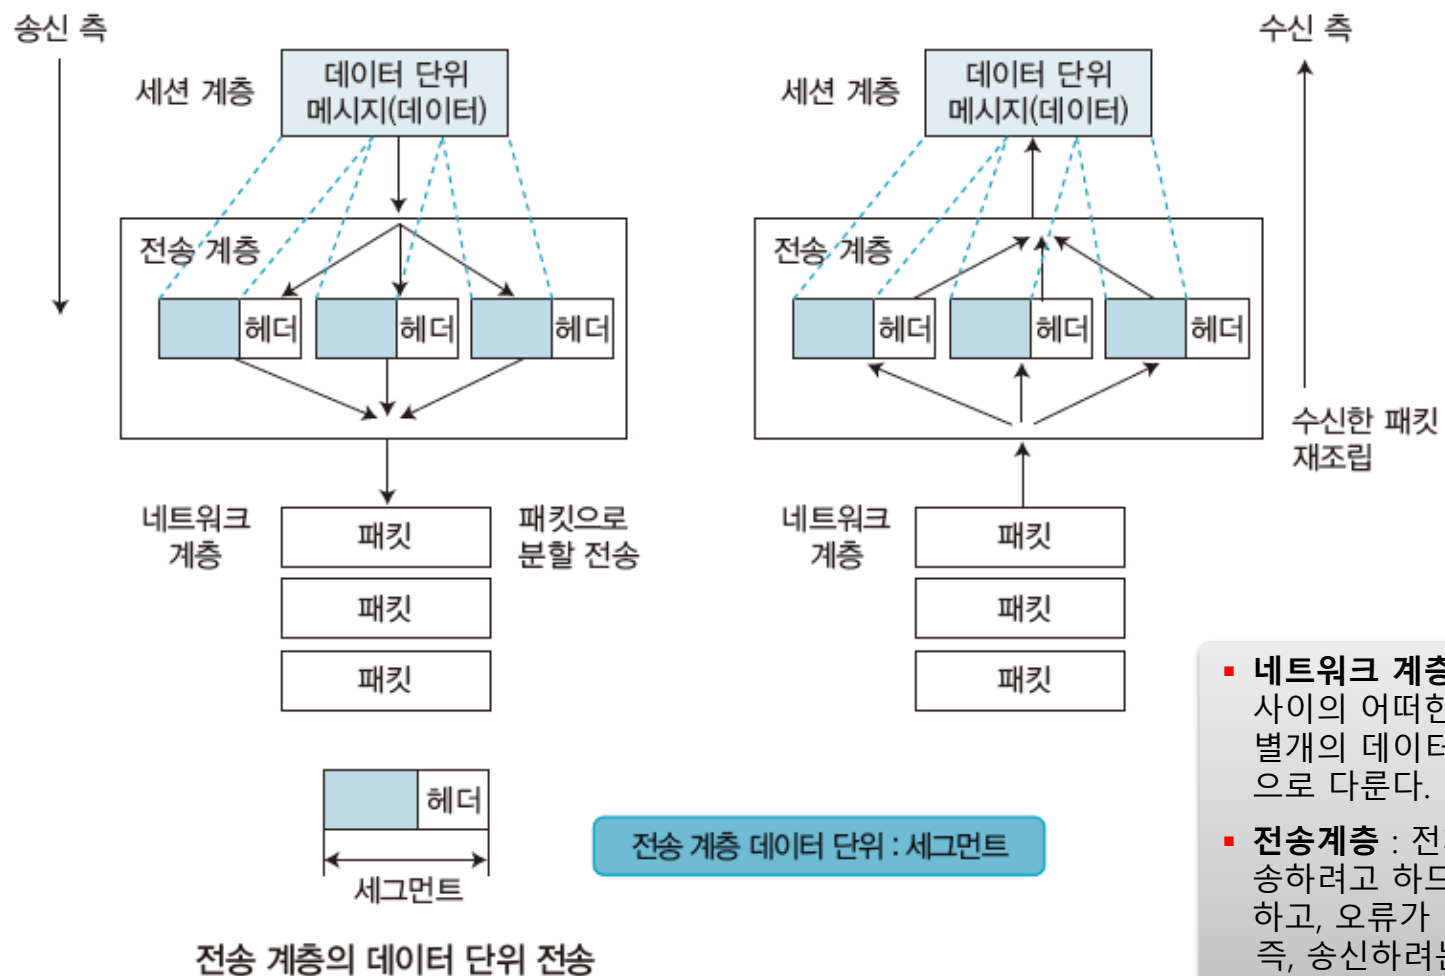 송신 측
수신 측
세션 계층
데이터 단위
메시지(데이터)
세션 계층
데이터 단위
메시지(데이터)
전송 계층
헤더
헤더
헤더
전송 계층
헤더
헤더
헤더
수신한 패킷
재조립
네트워크
계층
패킷
패킷
패킷
패킷으로
분할 전송
네트워크
계층
패킷
패킷
패킷
헤더
세그먼트
전송 계층 데이터 단위 : 세그먼트
전송 계층의 데이터 단위 전송
네트워크 계층
사이의 어떠한
별개의 데이터
으로 다룬다.
전송계층 :
송하려고
하고, 오류가
즉, 송신하려는